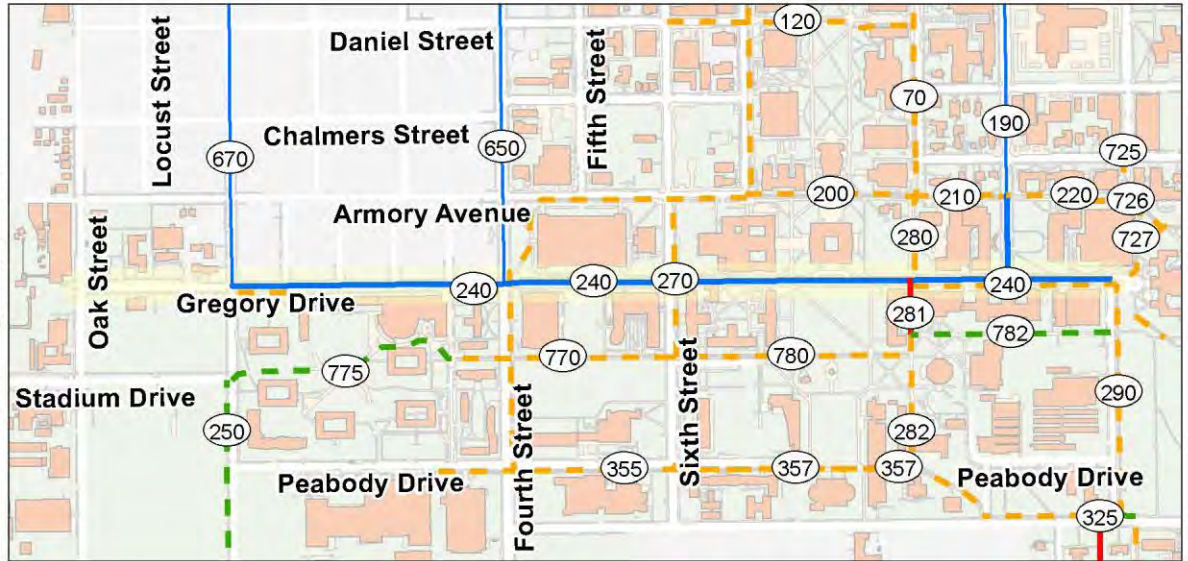 120
Daniel Street
Locust Street
Fifth Street
70
190
Chalmers Street
670
650
725
200
210
220
726
Armory Avenue
727
280
Oak Street
240
240
270
240
Gregory Drive
281
782
770
780
775
Stadium Drive
290
250
Fourth Street
Sixth Street
282
355
357
357
Peabody Drive
Peabody Drive
325